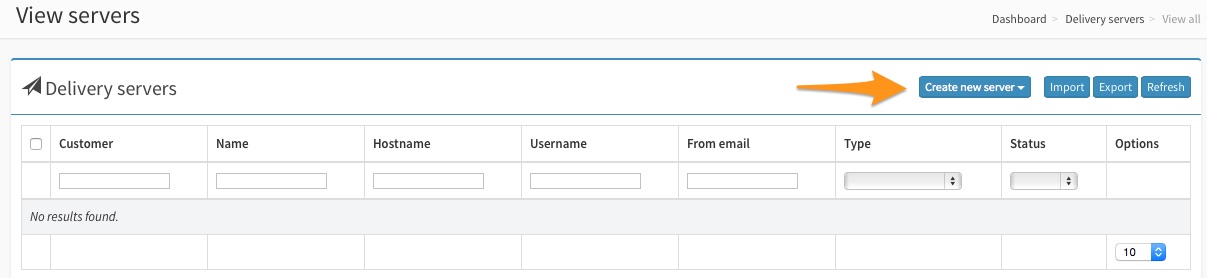 View servers
Dashboard > Delivery servers > View all
Delivery servers
Create new server Import Export Refresh
Customer Name Hostname Username From email Type Status Options
No results found.
10